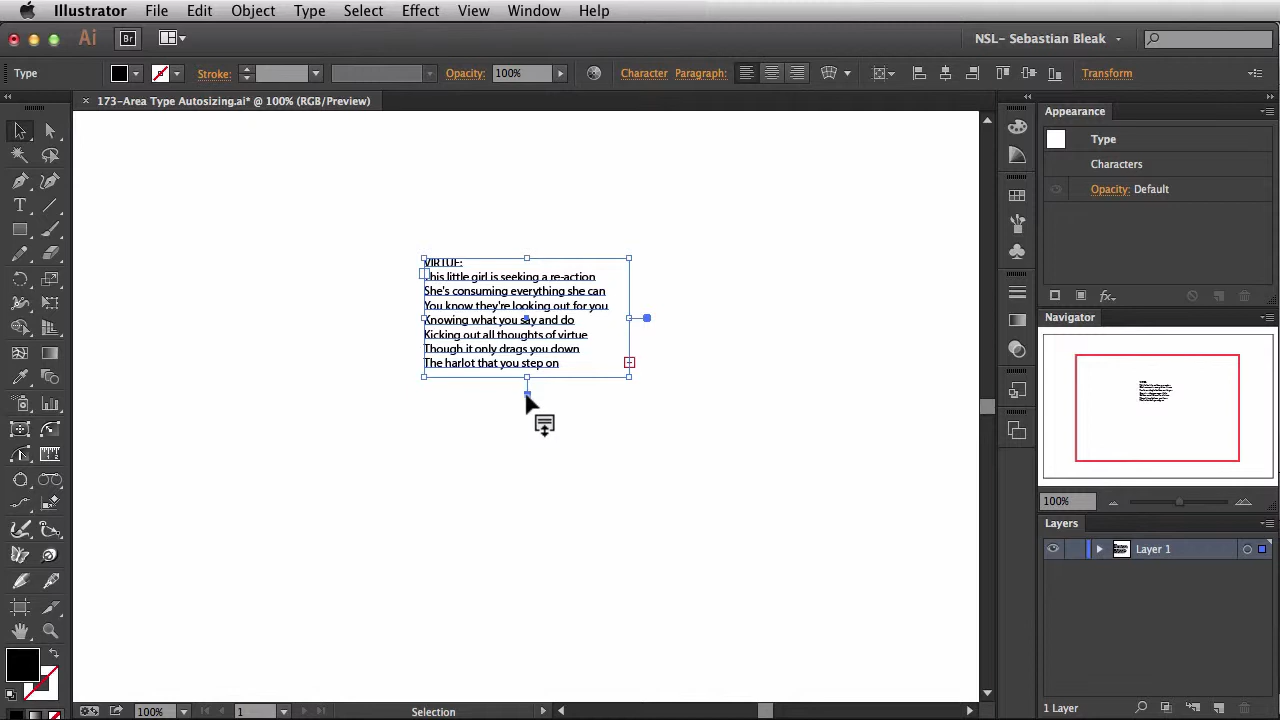 Illustrator File Edit Object Type Select Effect View Window Help
Ai Br NSL- Sebastian Bleak
Type Stroke: Opacity: 100% Character Paragraph: Transform
173-Area Type Autosizing.ai* @ 100% (RGB/Preview)
Appearance
Type
Characters
Opacity: Default
VIRTUE:
This little girl is seeking a re-action
She's consuming everything she can
You know they're looking out for you
Knowing what you say and do
Kicking out all thoughts of virtue
Though it only drags you down
The harlot that you step on
fx
Navigator
100%
Layers
Layer 1
1 Layer
100% 1 Selection